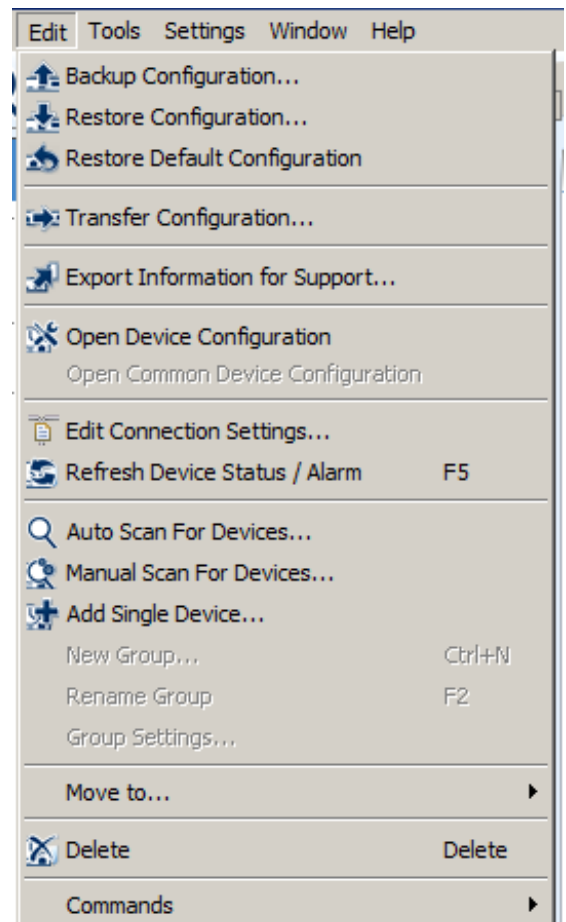 Edit Tools Settings Window Help
Backup Configuration...
Restore Configuration...
Restore Default Configuration
Transfer Configuration...
Export Information for Support...
Open Device Configuration
Open Common Device Configuration
Edit Connection Settings...
Refresh Device Status / Alarm F5
Auto Scan For Devices...
Manual Scan For Devices...
Add Single Device...
New Group... Ctrl+N
Rename Group F2
Group Settings...
Move to...
Delete Delete
Commands